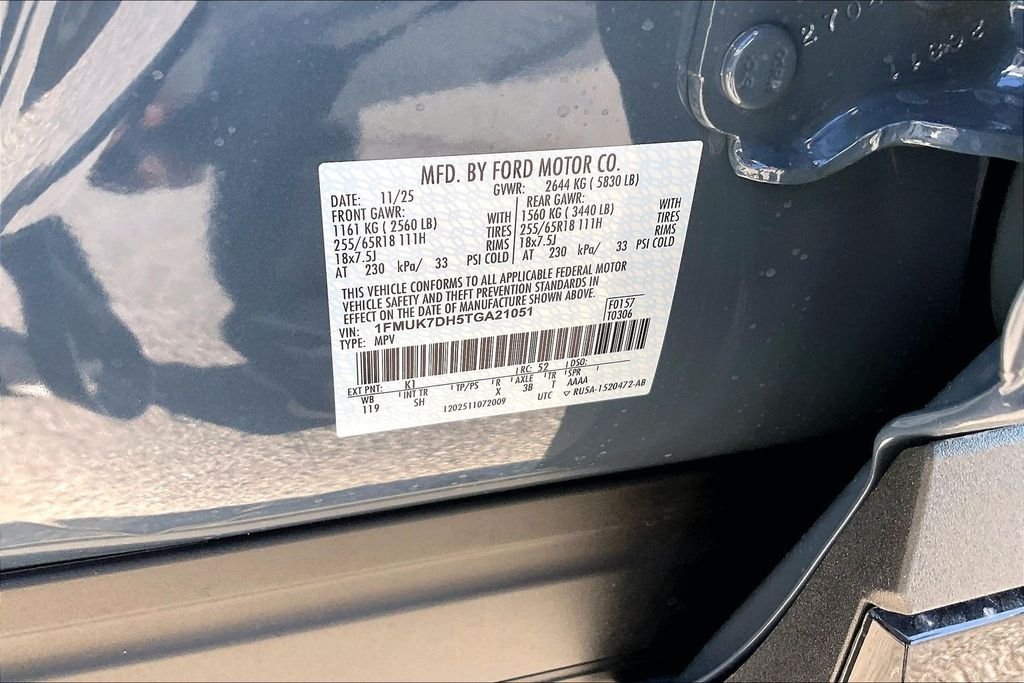 2701
11832
MFD. BY FORD MOTOR CO.
DATE: 11/25 GVWR: 2644 KG ( 5830 LB)
FRONT GAWR: REAR GAWR:
1161 KG ( 2560 LB) WITH 1560 KG ( 3440 LB) WITH
255/65R18 111H TIRES 255/65R18 111H TIRES
18x7.5J RIMS 18x7.5J RIMS
AT 230 kPa/ 33 PSI COLD AT 230 kPa/ 33 PSI COLD
THIS VEHICLE CONFORMS TO ALL APPLICABLE FEDERAL MOTOR
VEHICLE SAFETY AND THEFT PREVENTION STANDARDS IN
EFFECT ON THE DATE OF MANUFACTURE SHOWN ABOVE.
VIN: 1FMUK7DH5TGA21051 F0157
TYPE: MPV T0306
EXT PNT: K1 RC: 52 DSO:
WB INT TR TP/PS R AXLE TR SPR
119 SH X 3B T AAAA
1202511072009 UTC ▽ RU5A-1520472-AB